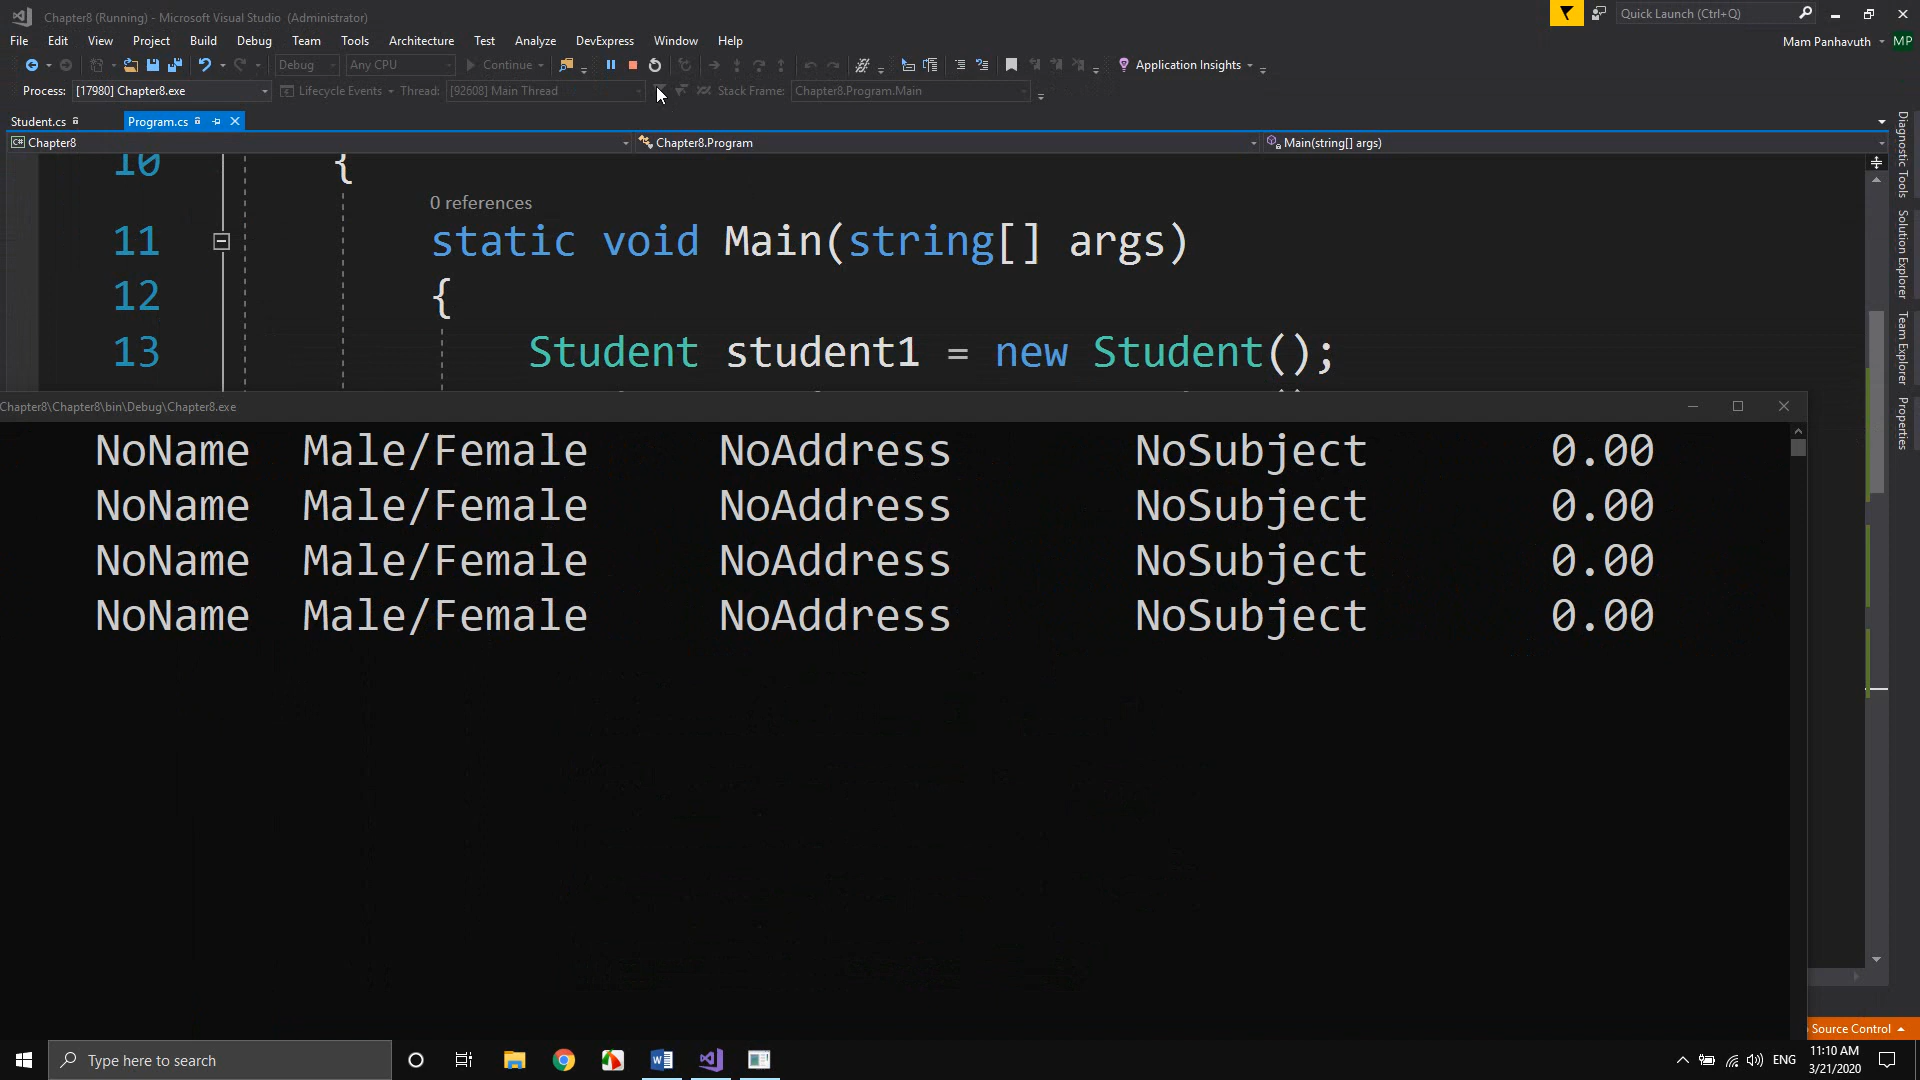 Chapter8 (Running) - Microsoft Visual Studio (Administrator)
Quick Launch (Ctrl+Q)
File Edit View Project Build Debug Team Tools Architecture Test Analyze DevExpress Window Help
Mam Panhavuth MP
Debug Any CPU Continue Application Insights
Process: [17980] Chapter8.exe Lifecycle Events Thread: [92608] Main Thread Stack Frame: Chapter8.Program.Main
Student.cs Program.cs
Chapter8 Chapter8.Program Main(string[] args)
10 {
0 references
11 static void Main(string[] args)
12 {
13 Student student1 = new Student();
Diagnostic Tools
Solution Explorer
Team Explorer
Properties
Chapter8\Chapter8\bin\Debug\Chapter8.exe
NoName Male/Female NoAddress NoSubject 0.00
NoName Male/Female NoAddress NoSubject 0.00
NoName Male/Female NoAddress NoSubject 0.00
NoName Male/Female NoAddress NoSubject 0.00
Source Control
Type here to search
ENG
11:10 AM
3/21/2020